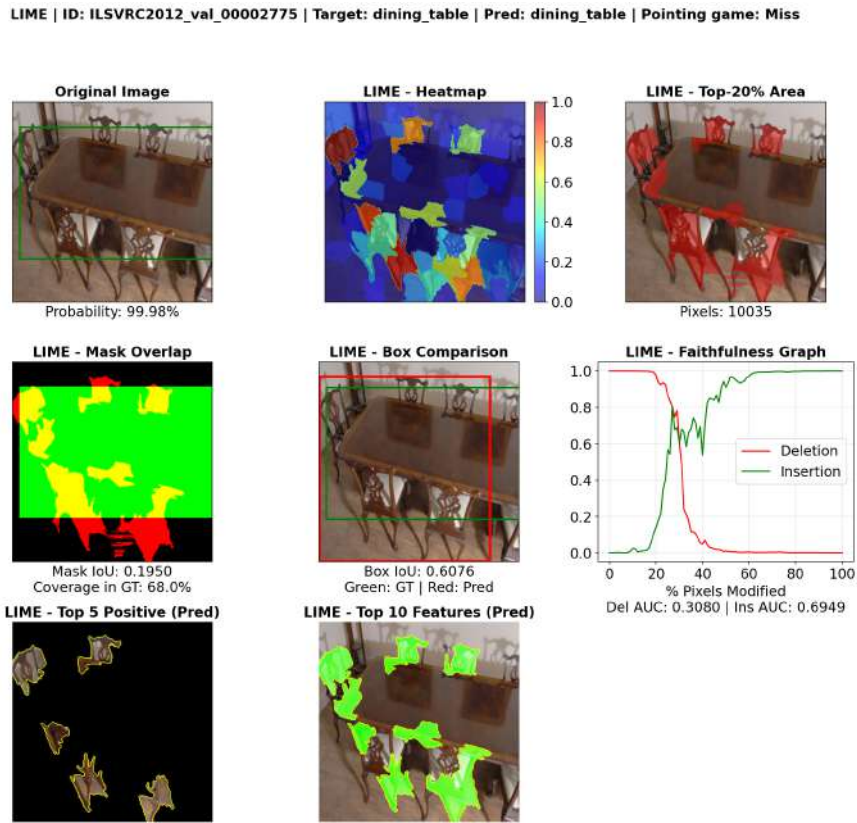 LIME | ID: ILSVRC2012_val_00002775 | Target: dining_table | Pred: dining_table | Pointing game: Miss
Original Image
LIME - Heatmap
LIME - Top-20% Area
1.0
0.8
0.6
0.4
0.2
0.0
Probability: 99.98%
Pixels: 10035
LIME - Mask Overlap
LIME - Box Comparison
LIME - Faithfulness Graph
1.0
0.8
0.6
0.4
0.2
0.0
Deletion
Insertion
0 20 40 60 80 100
% Pixels Modified
Mask IoU: 0.1950
Coverage in GT: 68.0%
Box IoU: 0.6076
Green: GT | Red: Pred
Del AUC: 0.3080 | Ins AUC: 0.6949
LIME - Top 5 Positive (Pred)
LIME - Top 10 Features (Pred)